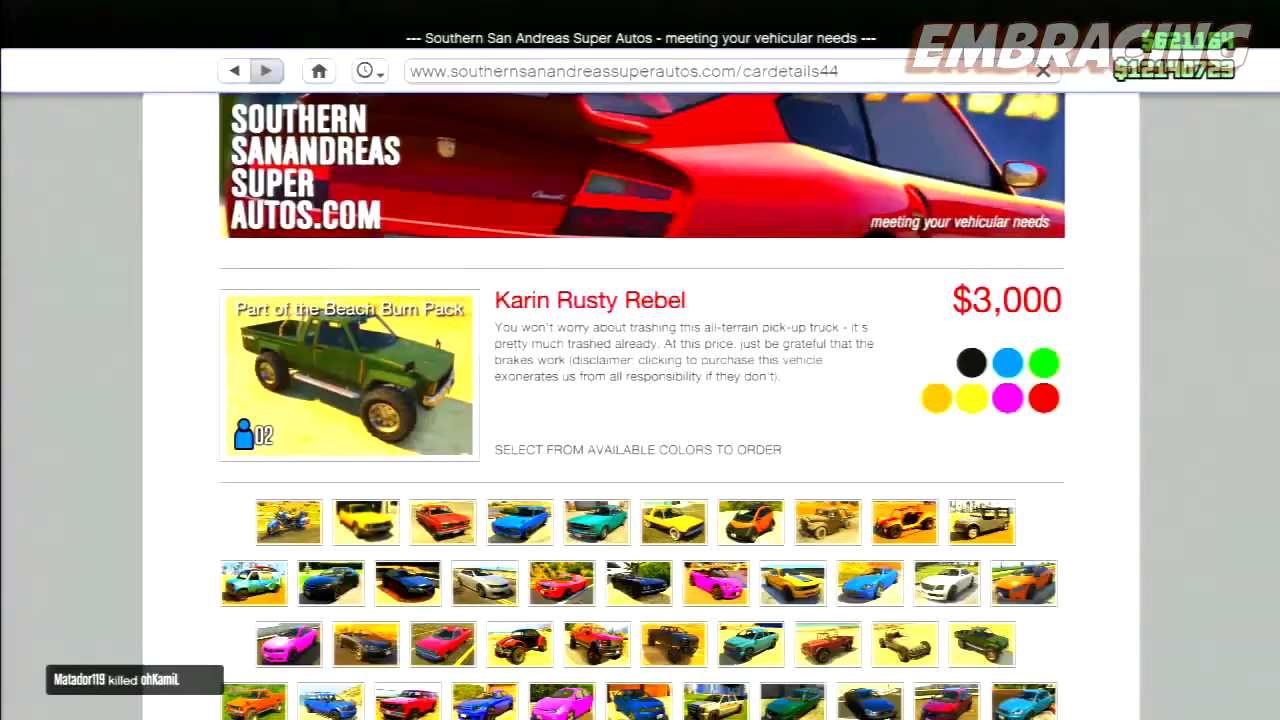 --- Southern San Andreas Super Autos - meeting your vehicular needs ---
EMBRACING
$621164
$12140723
www.southernsanandreassuperautos.com/cardetails44
SOUTHERN
SANANDREAS
SUPER
AUTOS.COM
meeting your vehicular needs
Part of the Beach Bum Pack
02
Karin Rusty Rebel
$3,000
You won't worry about trashing this all-terrain pick-up truck - it's
pretty much trashed already. At this price, just be grateful that the
brakes work (disclaimer: clicking to purchase this vehicle
exonerates us from all responsibility if they don't).
SELECT FROM AVAILABLE COLORS TO ORDER
Matador119 killed ohKamiL